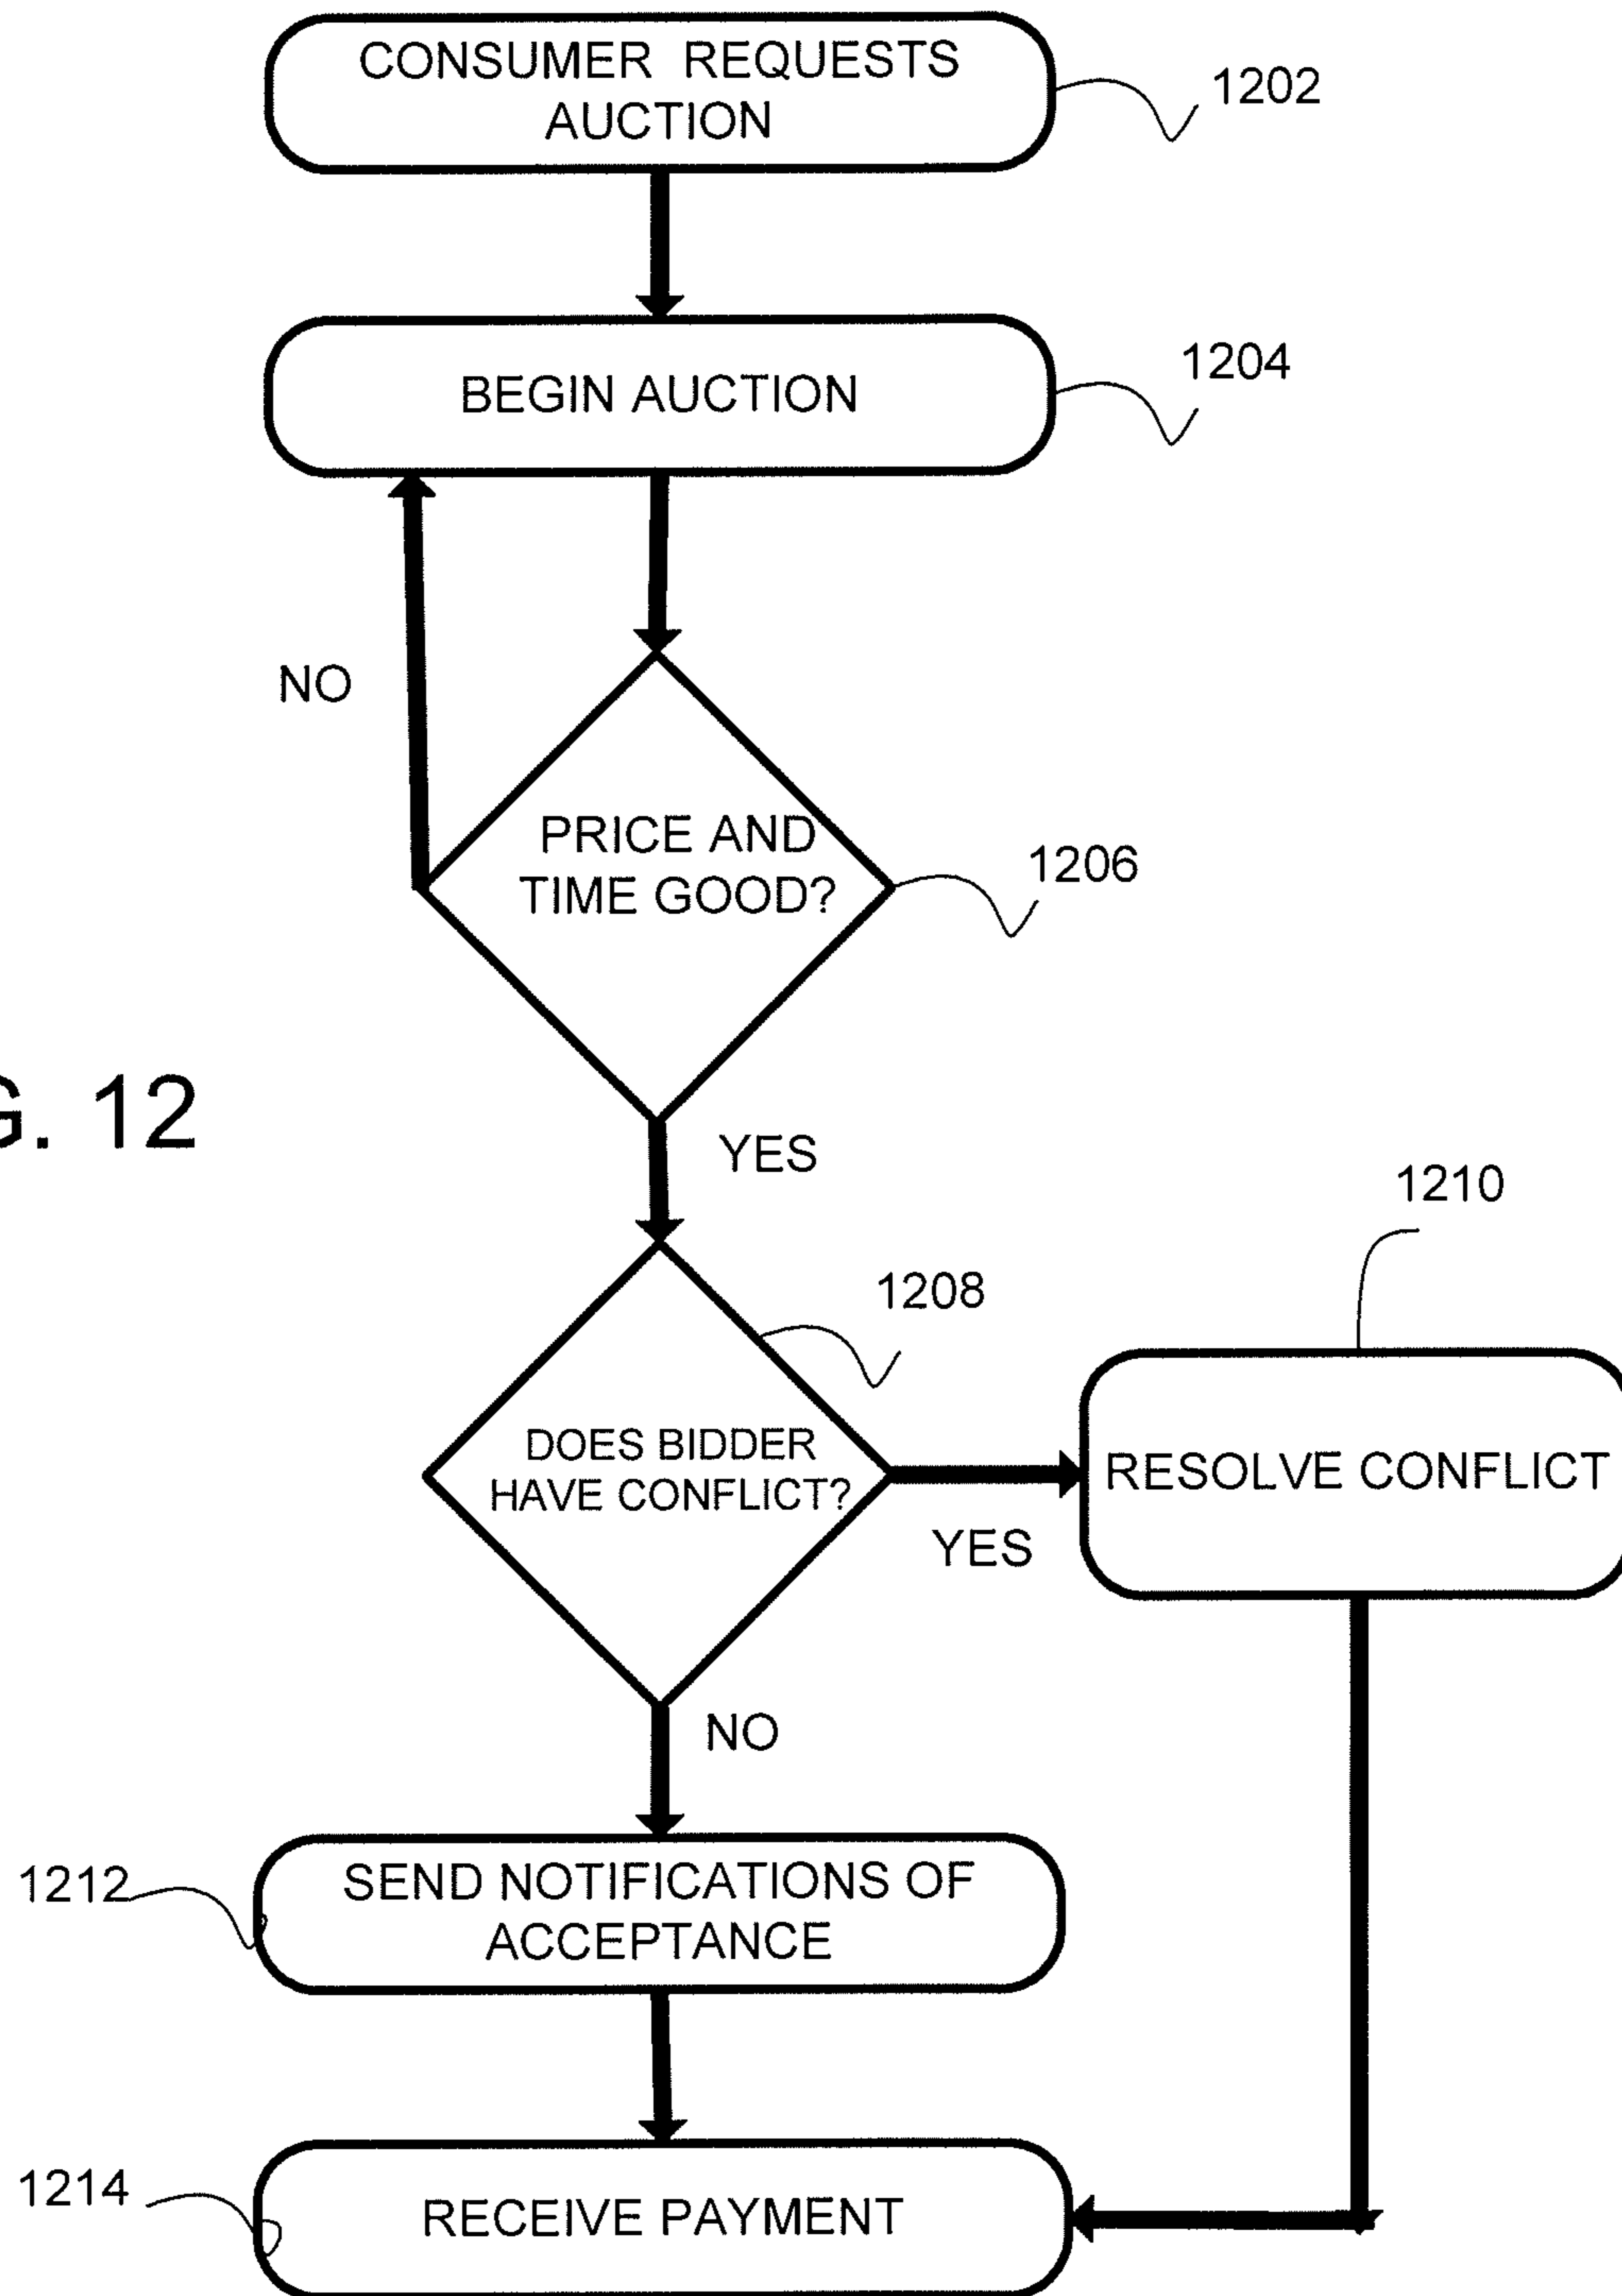 CONSUMER REQUESTS
AUCTION
1202
BEGIN AUCTION
1204
NO
PRICE AND
TIME GOOD?
1206
G. 12
YES
1210
1208
DOES BIDDER
HAVE CONFLICT?
YES
RESOLVE CONFLICT
NO
1212
SEND NOTIFICATIONS OF
ACCEPTANCE
1214
RECEIVE PAYMENT